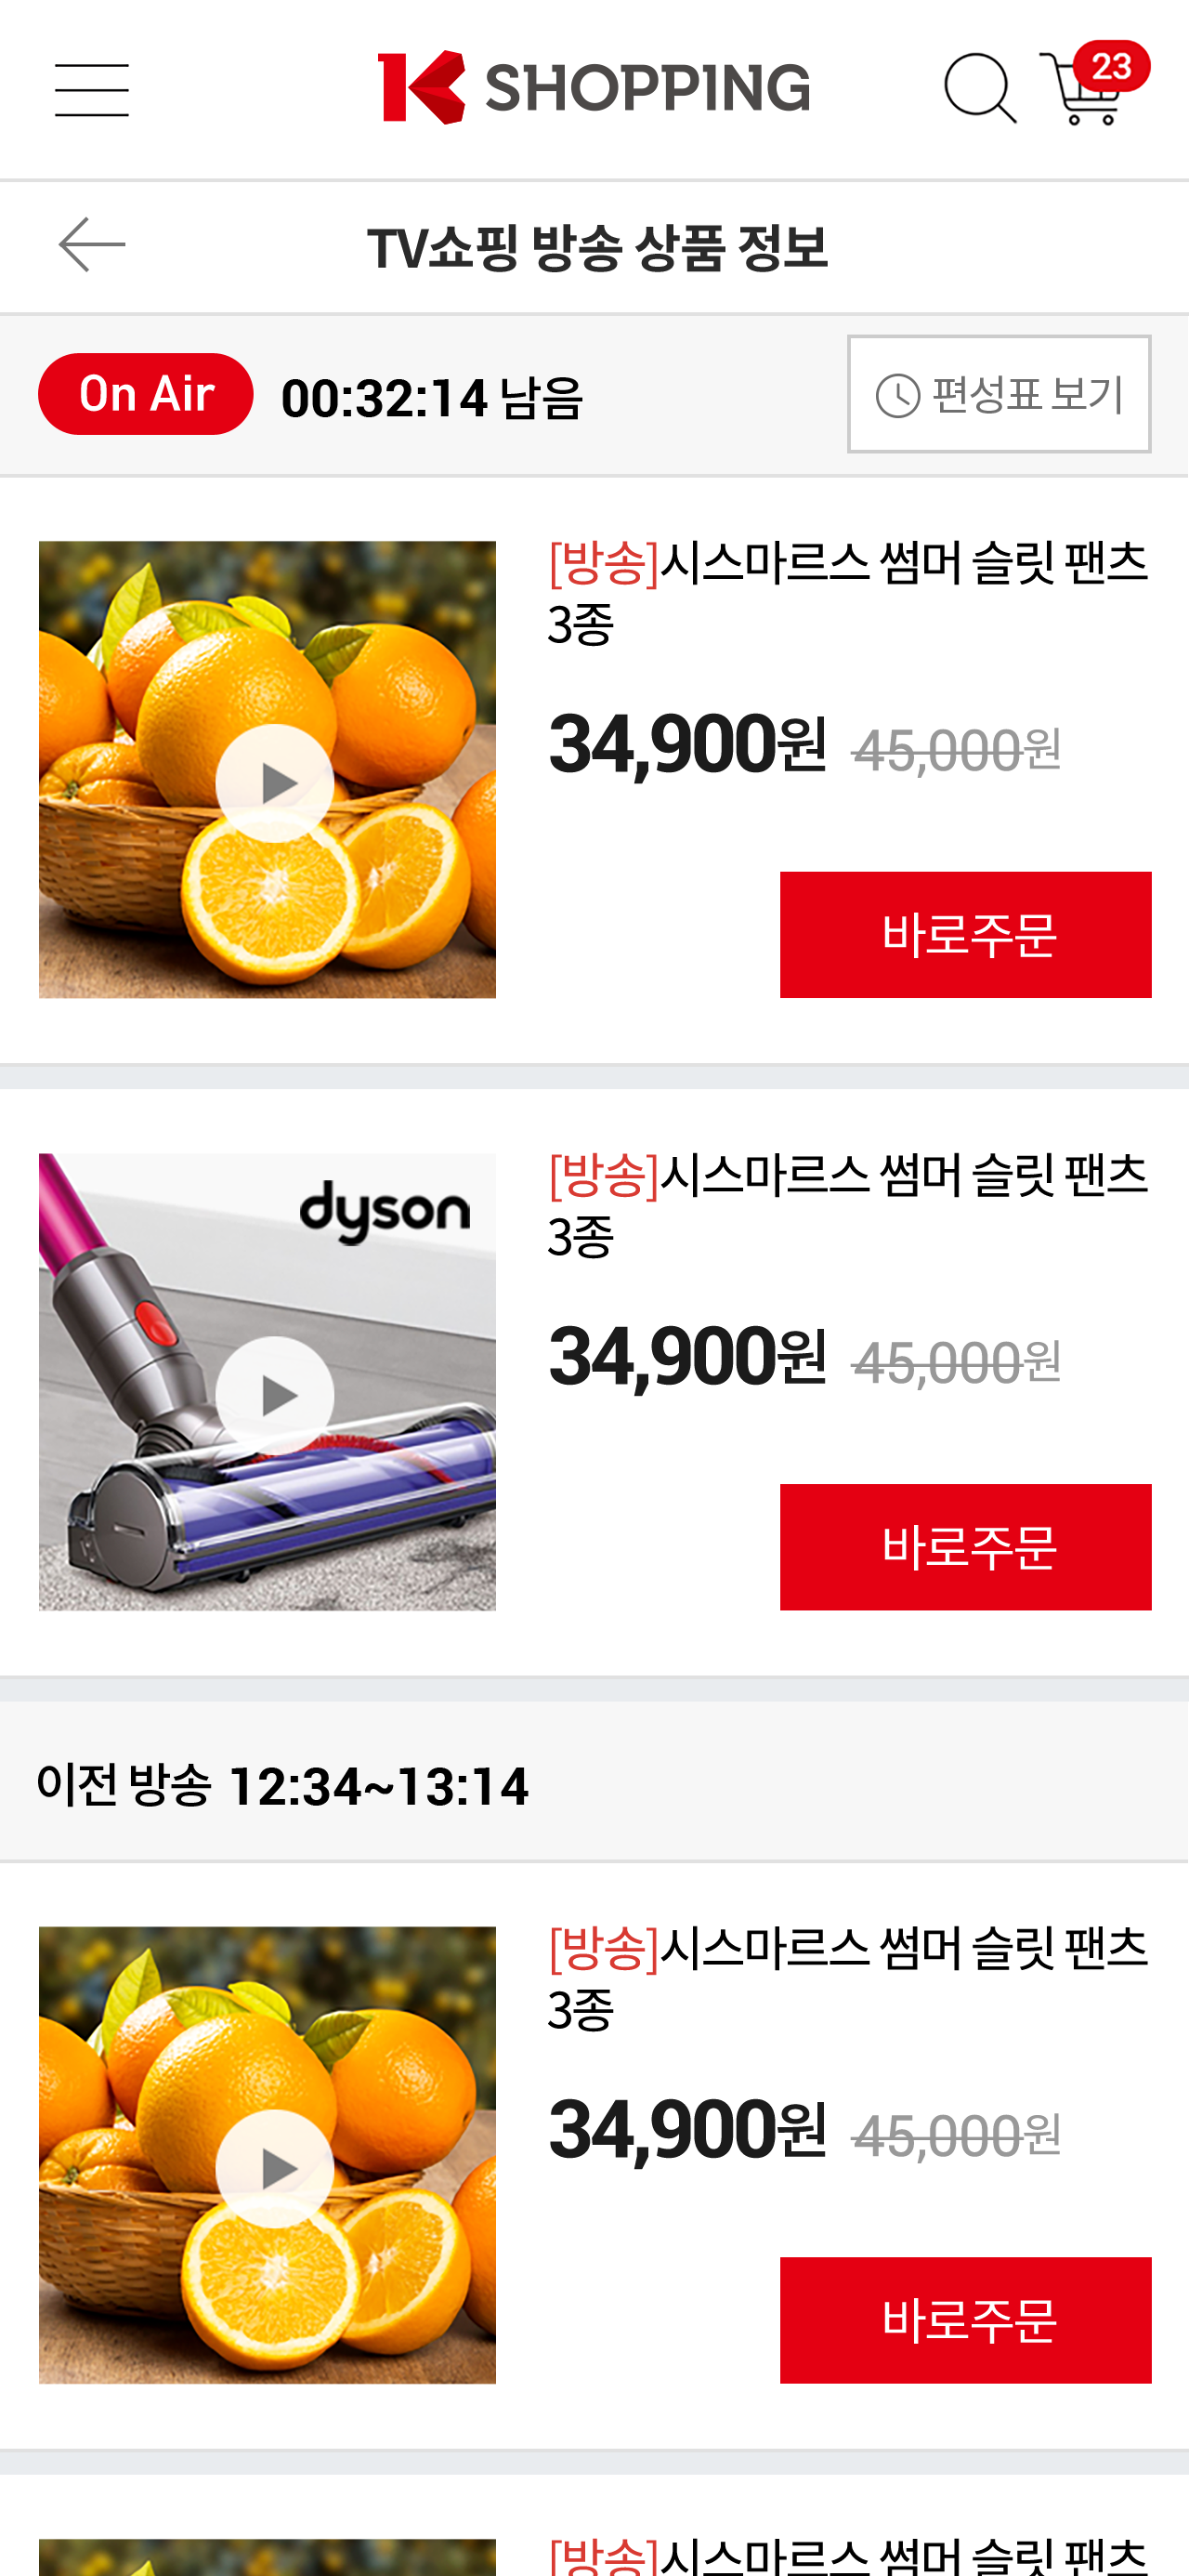 K SHOPPING
23
TV쇼핑 방송 상품 정보
On Air 00:32:14 남음
편성표 보기
[방송]시스마르스 썸머 슬릿 팬츠
3종
34,900원 45,000원
바로주문
dyson
[방송]시스마르스 썸머 슬릿 팬츠
3종
34,900원 45,000원
바로주문
이전 방송 12:34~13:14
[방송]시스마르스 썸머 슬릿 팬츠
3종
34,900원 45,000원
바로주문
[방송]시스마르스 썸머 슬릿 팬츠